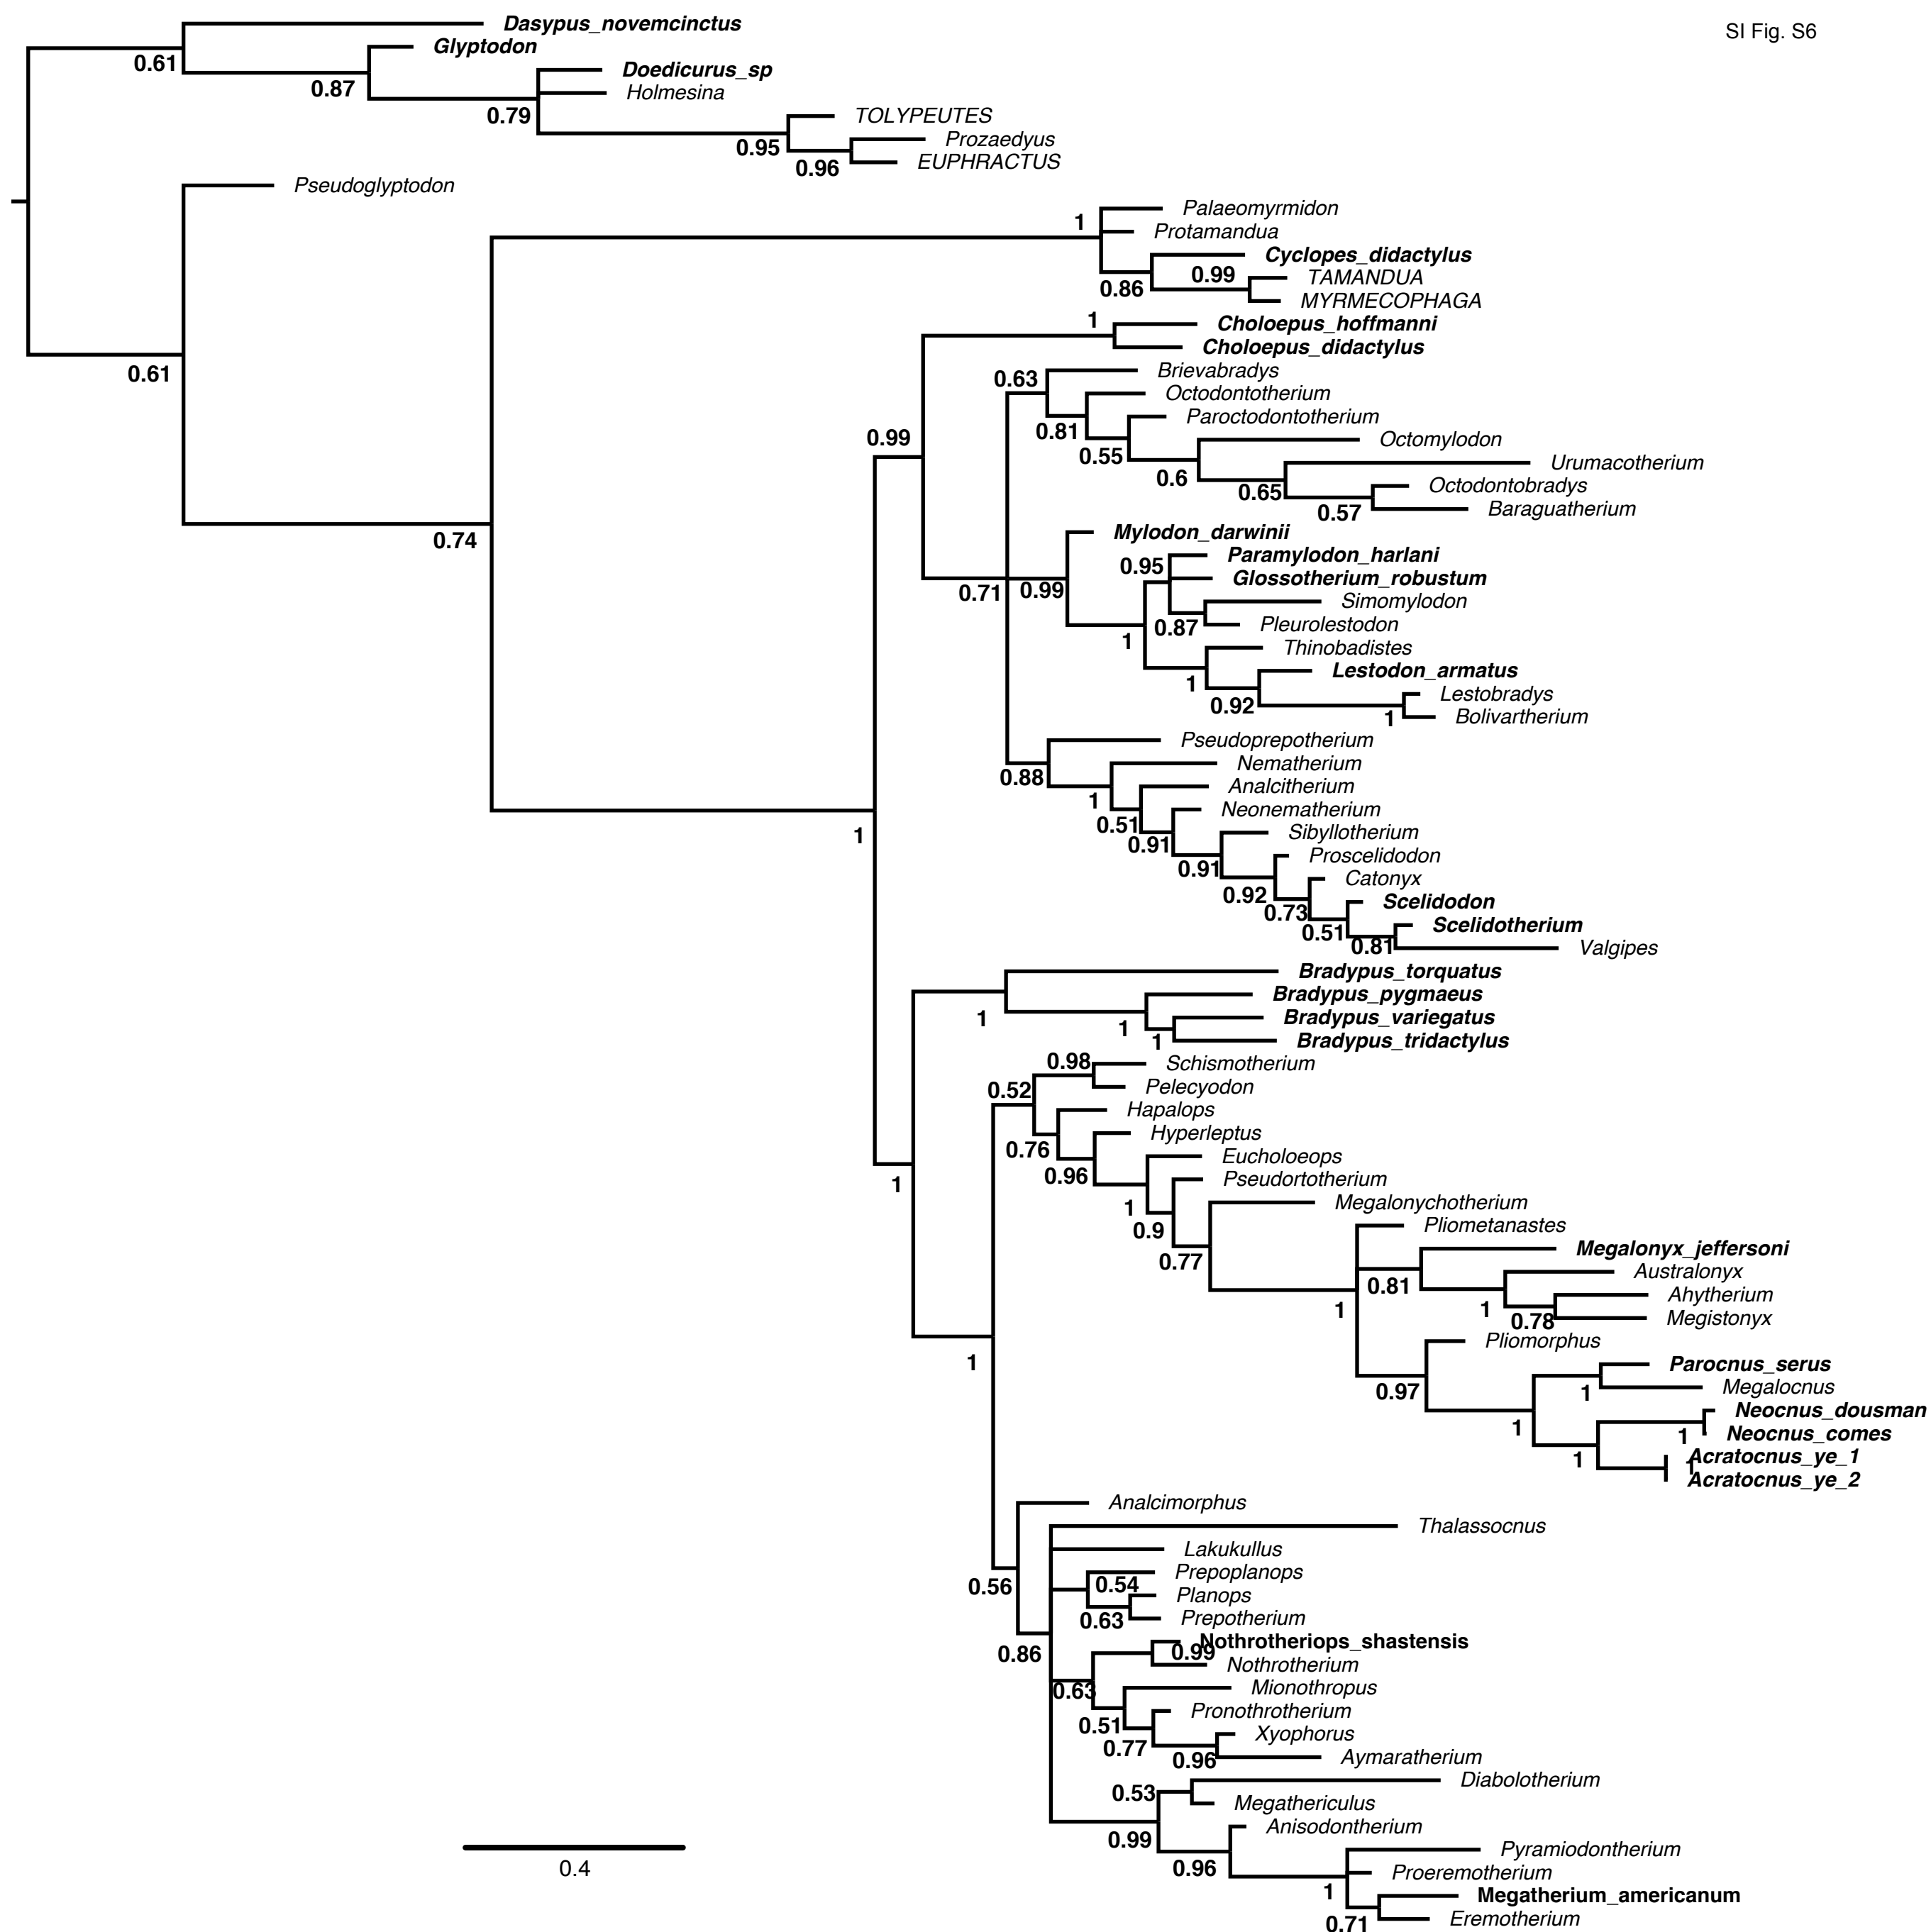 SI Fig. S6
Dasypus_novemcinctus
Glyptodon
0.61
Doedicurus_sp
0.87
Holmesina
0.79
TOLYPEUTES
Prozaedyus
0.95
EUPHRACTUS
0.96
Pseudoglyptodon
Palaeomyrmidon
1
Protamandua
Cyclopes_didactylus
0.99
TAMANDUA
0.86
MYRMECOPHAGA
1
Choloepus_hoffmanni
Choloepus_didactylus
0.61
Brievabradys
0.63
Octodontotherium
Paroctodontotherium
0.81
0.99
Octomylodon
0.55
Urumacotherium
0.6
Octodontobradys
0.65
Baraguatherium
0.57
Mylodon_darwinii
0.74
Paramylodon_harlani
0.95
Glossotherium_robustum
0.71
0.99
Simomylodon
Pleurolestodon
0.87
1
Thinobadistes
Lestodon_armatus
1
Lestobradys
0.92
Bolivartherium
1
Pseudoprepotherium
Nematherium
0.88
Analcitherium
1
Neonematherium
0.51
Sibyllotherium
1
0.91
Proscelidodon
0.91
Catonyx
0.92
Scelidodon
0.73
Scelidotherium
0.51
0.81
Valgipes
Bradypus_torquatus
Bradypus_pygmaeus
1
Bradypus_variegatus
1
Bradypus_tridactylus
1
Schismotherium
0.98
Pelecyodon
0.52
Hapalops
Hyperleptus
0.76
Eucholoeops
0.96
Pseudortotherium
1
Megalonychotherium
1
0.9
Pliometanastes
Megalonyx_jeffersoni
0.77
Australonyx
0.81
Ahytherium
1
1
Megistonyx
0.78
Pliomorphus
1
Parocnus_serus
Megalocnus
0.97
1
Neocnus_dousman
1
Neocnus_comes
1
Acratocnus_ye_1
1
1
Acratocnus_ye_2
Analcimorphus
Thalassocnus
Lakukullus
Prepoplanops
0.56
0.54
Planops
Prepotherium
0.63
Nothrotheriops_shastensis
0.86
0.99
Nothrotherium
Mionothropus
0.63
Pronothrotherium
0.51
Xyophorus
0.77
Aymaratherium
0.96
Diabolotherium
0.53
Megathericulus
Anisodontherium
0.99
Pyramiodontherium
0.96
Proeremotherium
0.4
1
Megatherium_americanum
Eremotherium
0.71